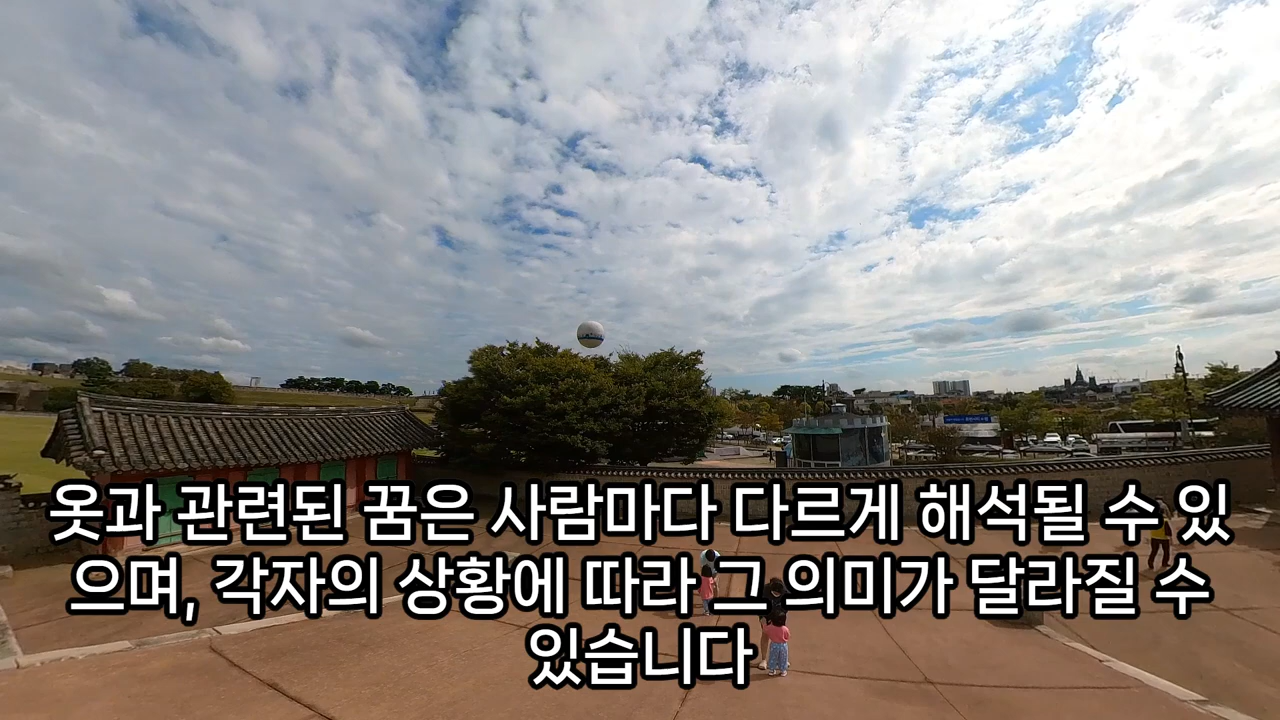 옷과 관련된 꿈은 사람마다 다르게 해석될 수 있
으며, 각자의 상황에 따라 그 의미가 달라질 수
있습니다